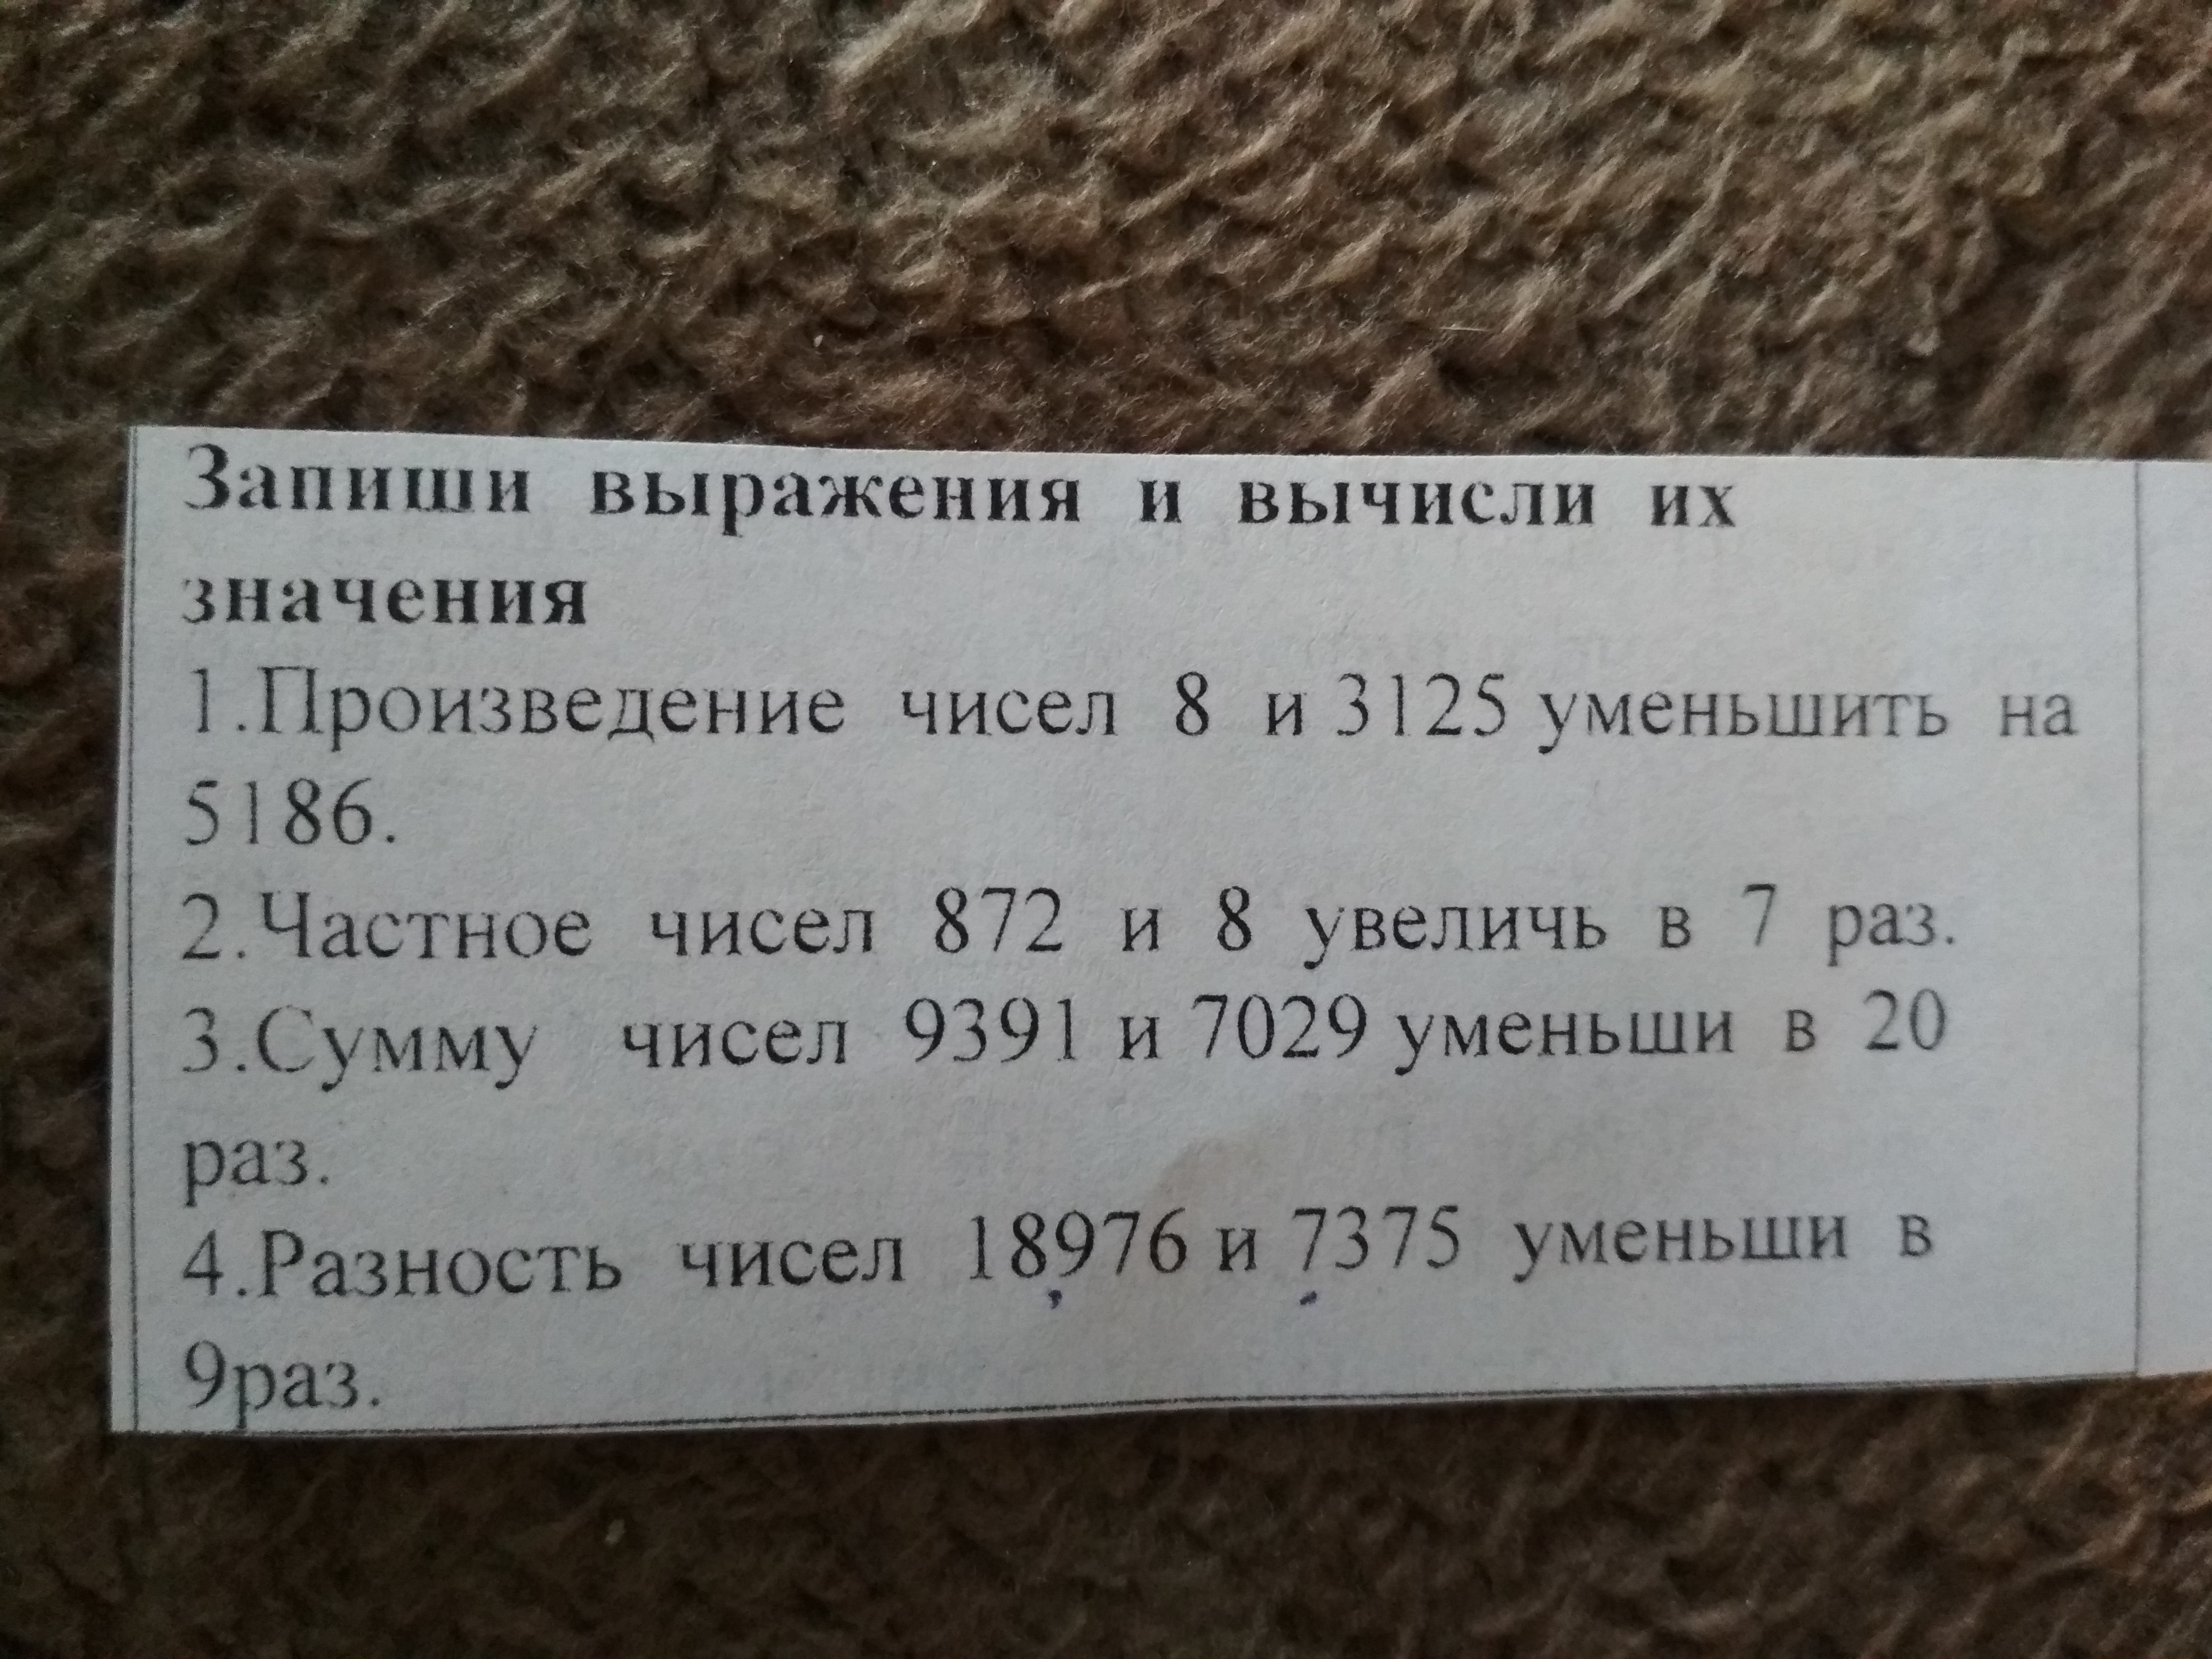 Запиши выражения и вычисли их
значения
1.Произведение чисел 8 и 3125 уменьшить на
5186.
2.Частное чисел 872 и 8 увеличь в 7 раз.
3.Сумму чисел 9391 и 7029 уменьши в 20
раз.
4.Разность чисел 18976 и 7375 уменьши в
9раз.